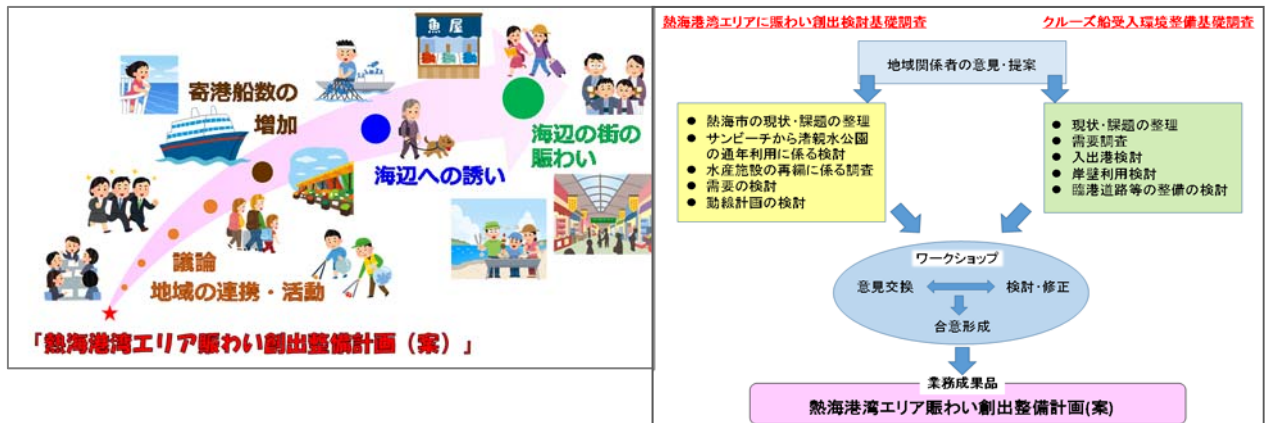 魚屋
寄港船数の
増加
海辺の街の
賑わい
海辺への誘い
議論
地域の連携・活動
「熱海港湾エリア賑わい創出整備計画（案）」
熱海港湾エリアに賑わい創出検討基礎調査
クルーズ船受入環境整備基礎調査
地域関係者の意見・提案
● 熱海市の現状・課題の整理
● サンビーチから渚親水公園
の通年利用に係る検討
● 水産施設の再編に係る調査
● 需要の検討
● 動線計画の検討
● 現状・課題の整理
● 需要調査
● 入出港検討
● 岸壁利用検討
● 臨港道路等の整備の検討
ワークショップ
意見交換
検討・修正
合意形成
業務成果品
熱海港湾エリア賑わい創出整備計画(案)